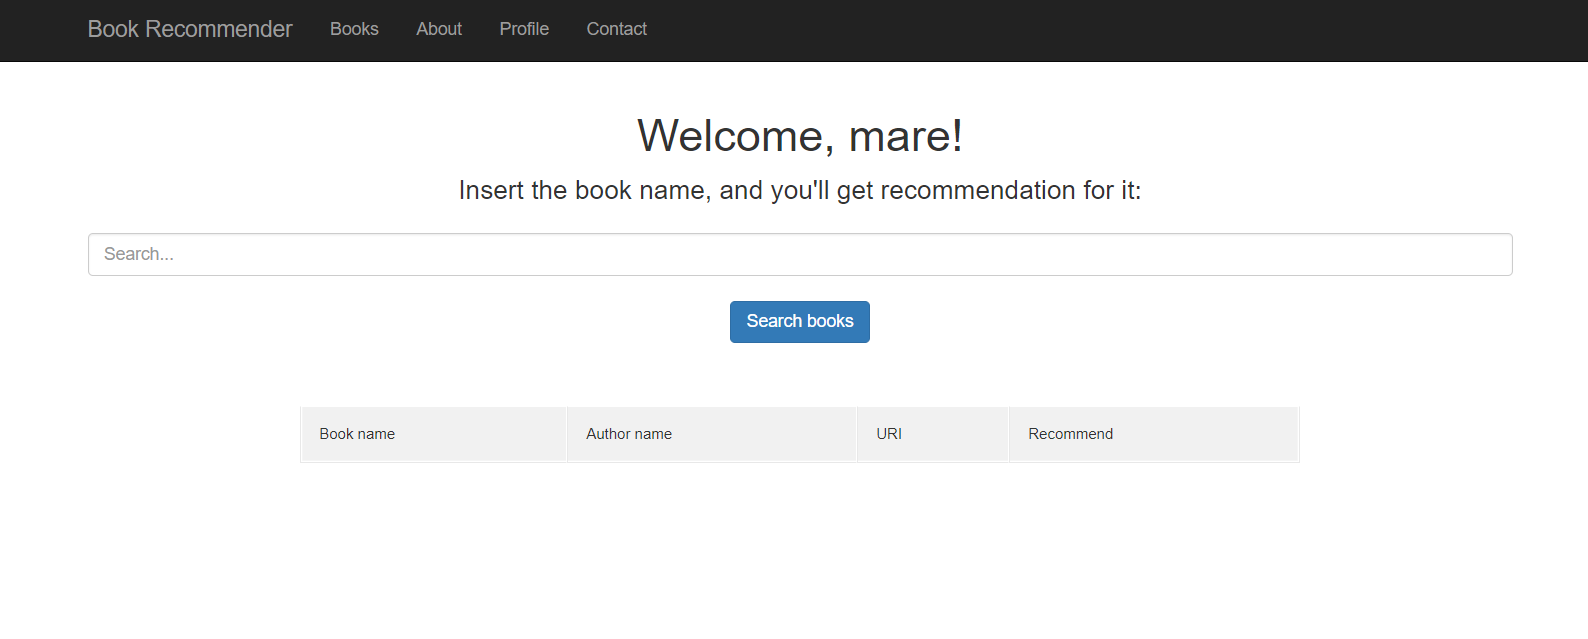 Book Recommender Books About Profile Contact
Welcome, mare!
Insert the book name, and you'll get recommendation for it:
Search...
Search books
Book name Author name URI Recommend